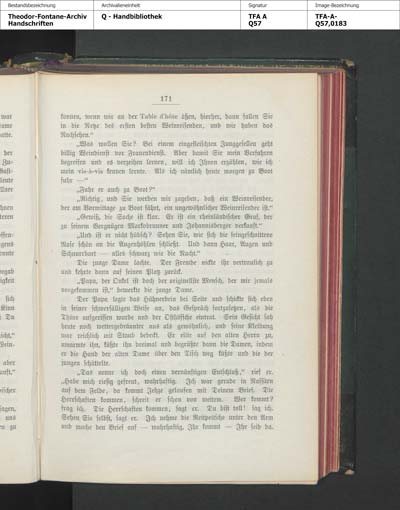 Bestandsbezeichnung
Archivalieneinheit
Signatur
Image-Bezeichnung
Theodor-Fontane-Archiv
Handschriften
Q - Handbibliothek
TFA A
Q57
TFA-A-
Q57,0183
171
kommen, wenn wir an der Table d'hôte äßen, hierher, dann fallen Sie
in die Netze des ersten besten Weinreisenden, und wir haben das
Nachsehen."
„Was wollen Sie? Bei einem eingefleischten Junggesellen geht
billig Weindienst vor Frauendienst. Aber damit Sie mein Verfahren
begreifen und es verzeihen lernen, will ich Ihnen erzählen, wie ich
mein vis-à-vis kennen lernte. Als ich nämlich heute morgen zu Boot
fuhr —"
„Fuhr er auch zu Boot?"
„Richtig, und Sie werden mir zugeben, daß ein Weinreisender,
der am Vormittage zu Boot fährt, ein ungewöhnlicher Weinreisender ist."
„Gewiß, die Sache ist klar. Es ist ein rheinländischer Graf, der
zu seinem Vergnügen Markobrunner und Johannisberger verkauft."
„Und ist er nicht hübsch? Sehen Sie, wie sich die feingeschnittene
Nase schön an die Augenhöhlen schließt. Und dann Haar, Augen und
Schnurrbart — alles schwarz wie die Nacht."
Die junge Dame lachte. Der Fremde nickte ihr vertraulich zu
und kehrte dann auf seinen Platz zurück.
„Papa, der Onkel ist doch der originellste Mensch, der mir jemals
vorgekommen ist," bemerkte die junge Dame.
Der Papa legte das Hühnerbein bei Seite und schickte sich eben
in seiner schwerfälligen Weise an, das Gespräch fortzusetzen, als die
Thüre aufgerissen wurde und der Offizier eintrat. Sein Gesicht sah
heute noch wettergebräunter aus als gewöhnlich, und seine Kleidung
war reichlich mit Staub bedeckt. Er eilte auf den alten Herrn zu,
umarmte ihn, küßte ihn dreimal und begrüßte dann die Damen, indem
er die Hand der alten Dame über den Tisch weg küßte und die der
jungen schüttelte.
„Das nenne ich doch einen vernünftigen Entschluß," rief er.
„Habe mich riesig gefreut, wahrhaftig. Ich war gerade in
auf dem Felde, da kommt Jehze gelaufen mit Deinem Brief. Die
Herrschaften kommen, schreit er schon von weitem. Wer kommt?
frag ich. Die Herrschaften kommen, sagt er. Du bist toll! sag ich.
Sehen Sie selbst, sagt er. Ich nehme die Reitpeitsche unter den Arm
und mache den Brief auf — wahrhaftig, Ihr kommt — Ihr seid da.